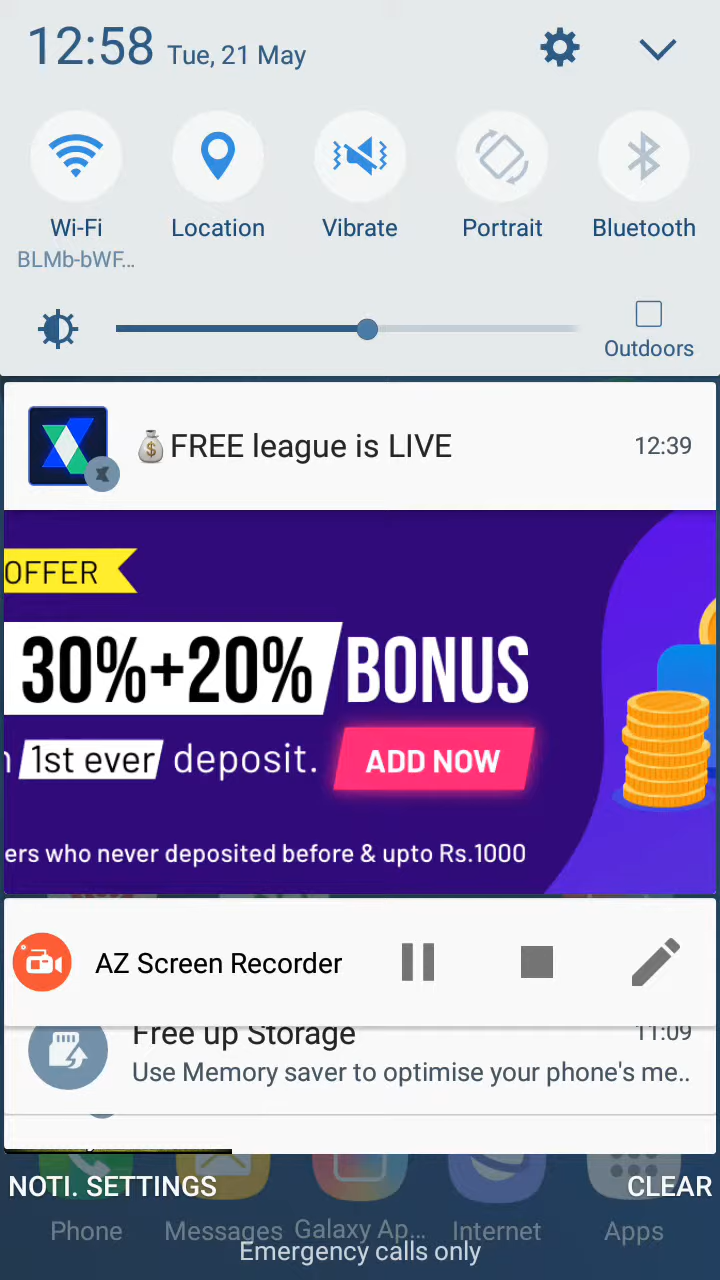 12:58 Tue, 21 May
Wi-Fi
BLMb-bWF...
Location
Vibrate
Portrait
Bluetooth
Outdoors
💰FREE league is LIVE 12:39
OFFER
30%+20% BONUS
1st ever deposit. ADD NOW
ers who never deposited before & upto Rs.1000
AZ Screen Recorder
Free up Storage 11:09
Use Memory saver to optimise your phone's me..
NOTI. SETTINGS CLEAR
Phone Messages Galaxy Ap... Internet Apps
Emergency calls only